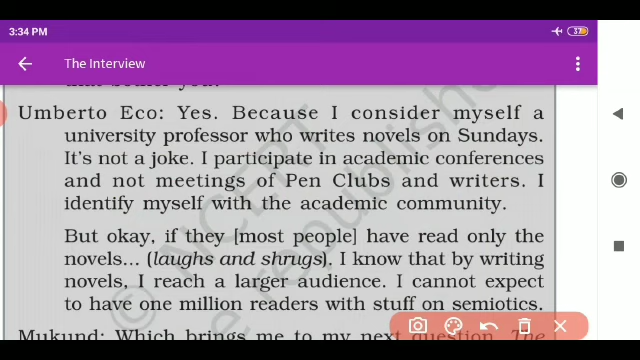 3:34 PM
37
The Interview
Umberto Eco: Yes. Because I consider myself a
university professor who writes novels on Sundays.
It's not a joke. I participate in academic conferences
and not meetings of Pen Clubs and writers. I
identify myself with the academic community.
But okay, if they [most people] have read only the
novels... (laughs and shrugs), I know that by writing
novels, I reach a larger audience. I cannot expect
to have one million readers with stuff on semiotics.
Mukund: Which brings me to my next question. The
© NCERT
republished